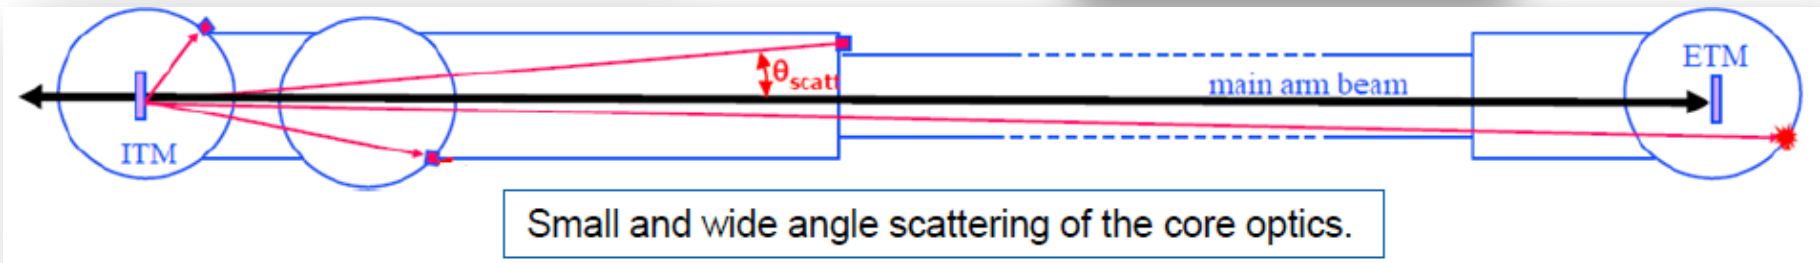 ETM
θscatt
main arm beam
ITM
Small and wide angle scattering of the core optics.